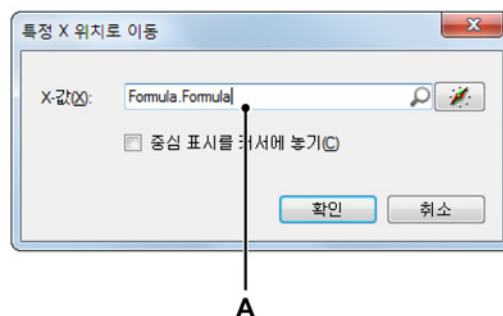 특정 X 위치로 이동
X-값(X):
Formula.Formula
중심 표시를 커서에 놓기(C)
확인
취소
A